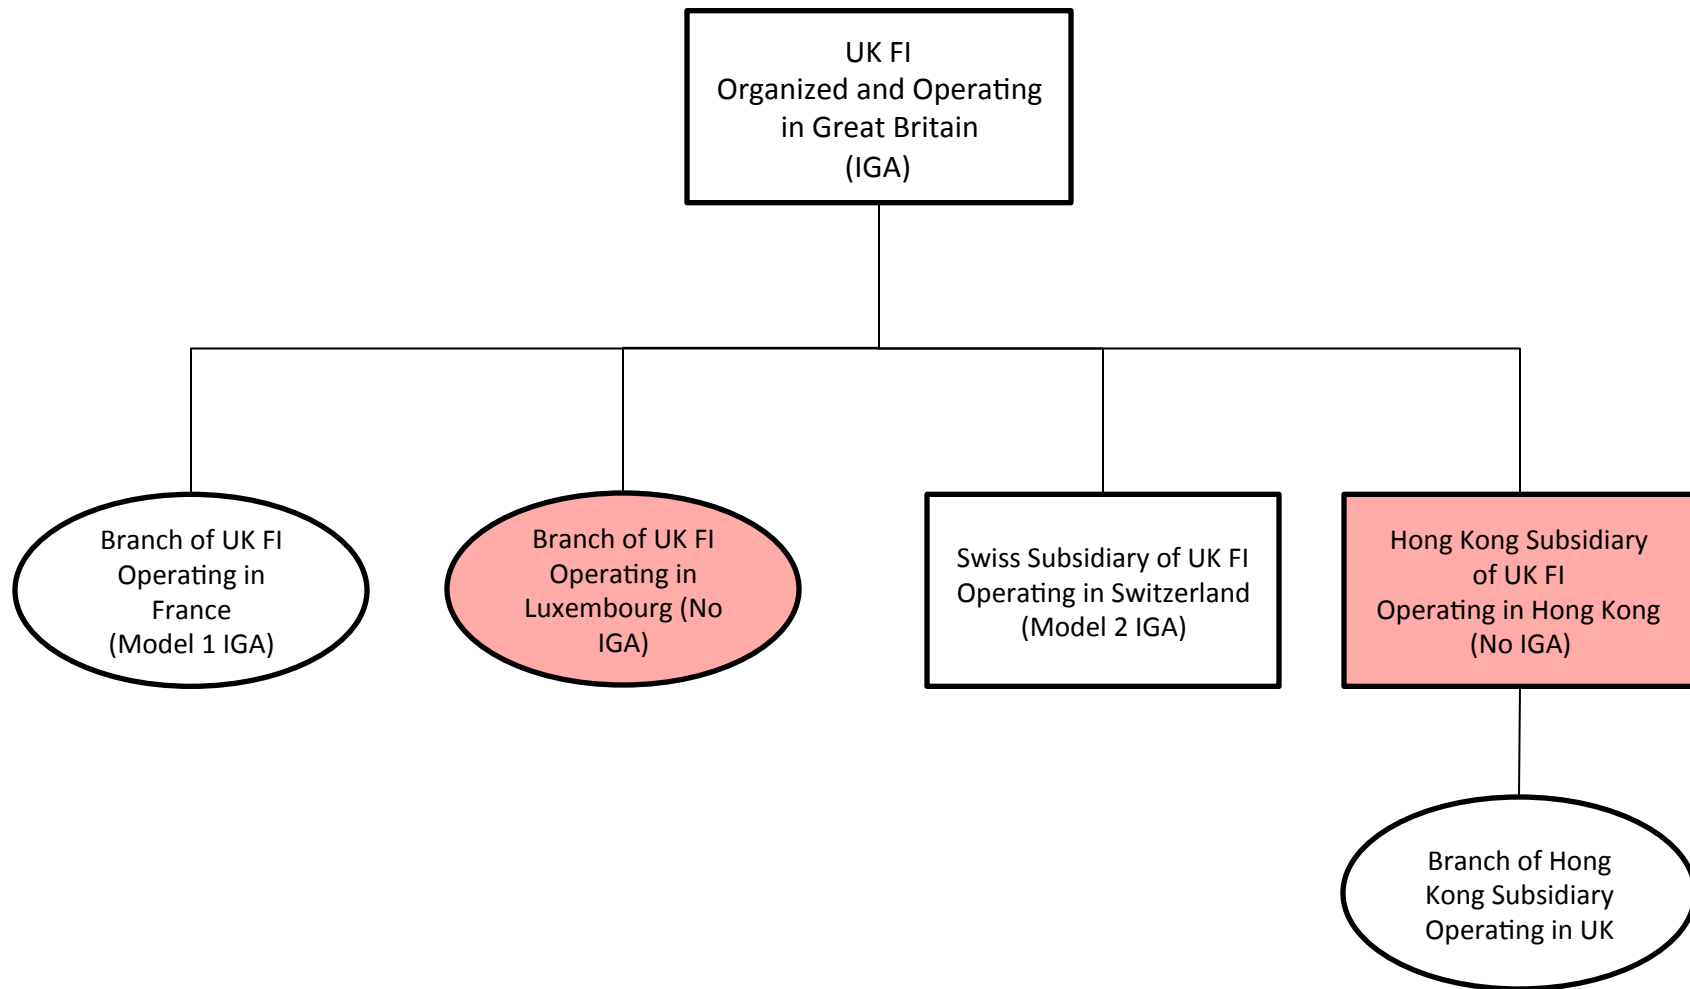 UK FI
Organized and Operating
in Great Britain
(IGA)
Branch of UK FI
Operating in
France
(Model 1 IGA)
Branch of UK FI
Operating in
Luxembourg (No
IGA)
Swiss Subsidiary of UK FI
Operating in Switzerland
(Model 2 IGA)
Hong Kong Subsidiary
of UK FI
Operating in Hong Kong
(No IGA)
Branch of Hong
Kong Subsidiary
Operating in UK